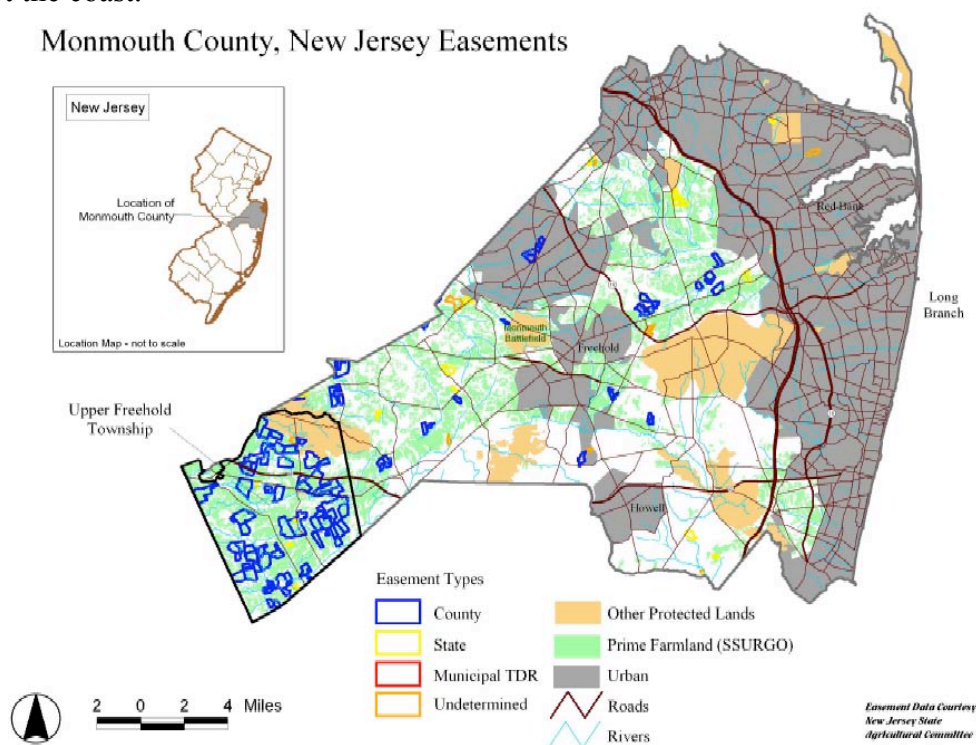 t the coast.
Monmouth County, New Jersey Easements
New Jersey
Location of
Monmouth County
Location Map - not to scale
Red Bank
Long
Branch
Monmouth
Battlefield
Freehold
Upper Freehold
Township
Howell
Easement Types
County
State
Municipal TDR
Undetermined
Other Protected Lands
Prime Farmland (SSURGO)
Urban
Roads
Rivers
2 0 2 4 Miles
Easement Data Courtesy
New Jersey State
Agricultural Committee